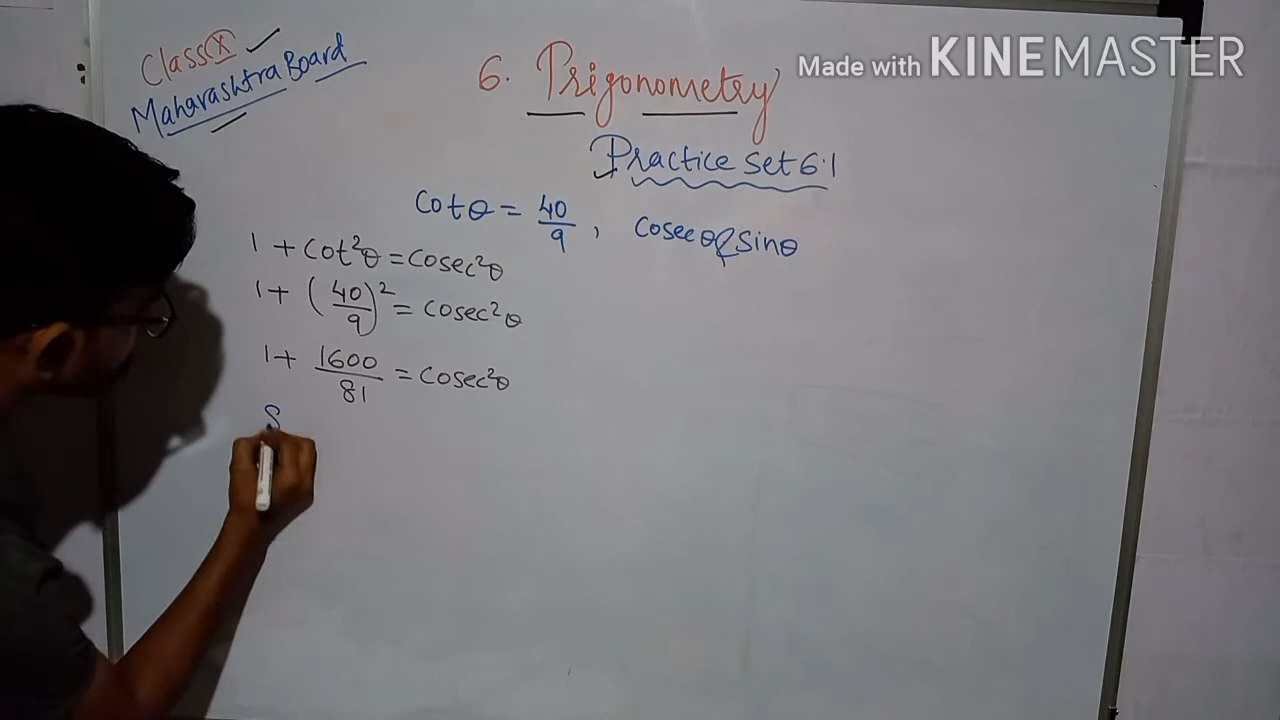 Class X ✓
Maharashtra Board
6. Trigonometry
Made with KINEMASTER
Practice Set 6.1
Cotθ = 40/9, Cosecθ & Sinθ
1 + Cot²θ = Cosec²θ
1 + (40/9)² = Cosec²θ
1 + 1600/81 = Cosec²θ